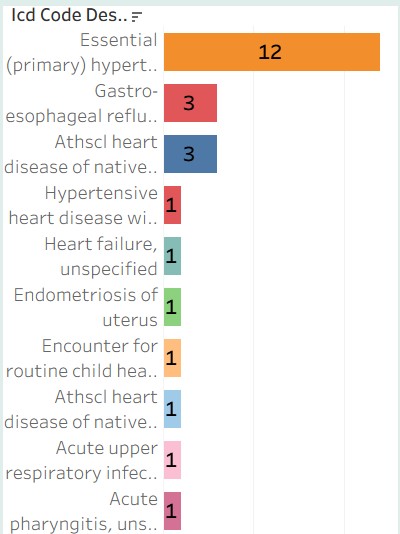 Icd Code Des..
Essential
(primary) hypert..
12
Gastro-
esophageal reflu..
3
Athscl heart
disease of native..
3
Hypertensive
heart disease wi..
1
Heart failure,
unspecified
1
Endometriosis of
uterus
1
Encounter for
routine child hea..
1
Athscl heart
disease of native..
1
Acute upper
respiratory infec..
1
Acute
pharyngitis, uns..
1